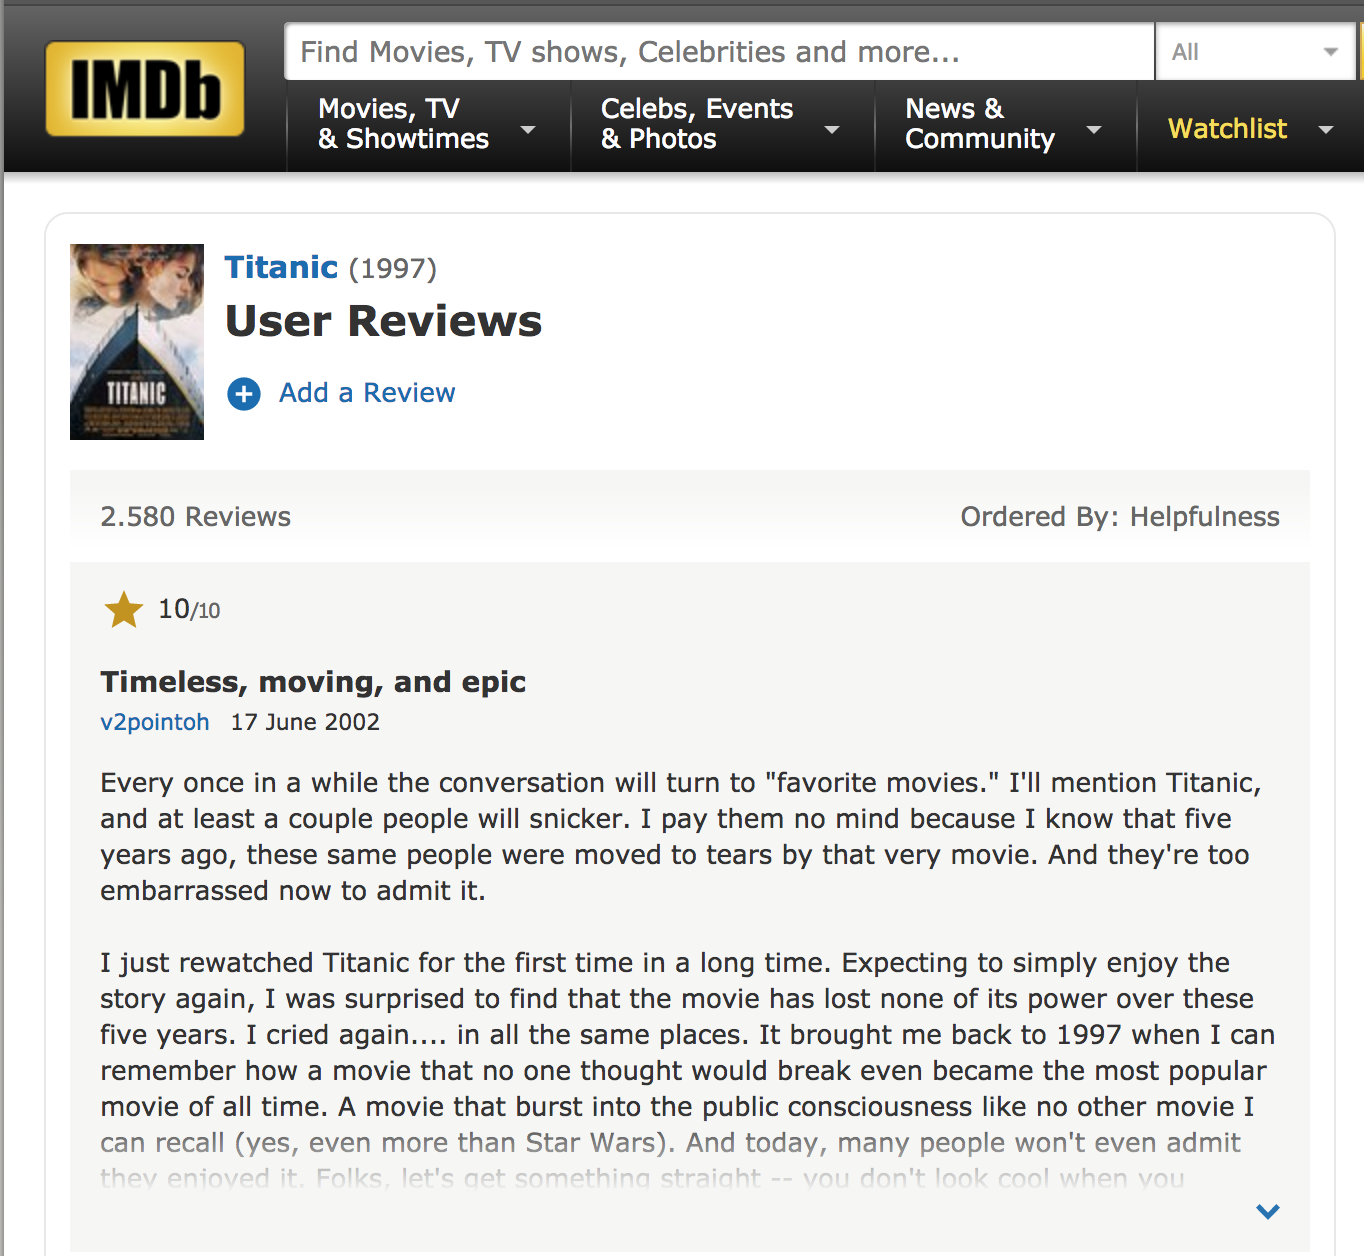 IMDb
Find Movies, TV shows, Celebrities and more...
All
Movies, TV
& Showtimes
Celebs, Events
& Photos
News &
Community
Watchlist
TITANIC
Titanic (1997)
User Reviews
Add a Review
2.580 Reviews
Ordered By: Helpfulness
10/10
Timeless, moving, and epic
v2pointoh 17 June 2002
Every once in a while the conversation will turn to "favorite movies." I'll mention Titanic,
and at least a couple people will snicker. I pay them no mind because I know that five
years ago, these same people were moved to tears by that very movie. And they're too
embarrassed now to admit it.
I just rewatched Titanic for the first time in a long time. Expecting to simply enjoy the
story again, I was surprised to find that the movie has lost none of its power over these
five years. I cried again.... in all the same places. It brought me back to 1997 when I can
remember how a movie that no one thought would break even became the most popular
movie of all time. A movie that burst into the public consciousness like no other movie I
can recall (yes, even more than Star Wars). And today, many people won't even admit
they enjoyed it. Folks, let's get something straight -- you don't look cool when you